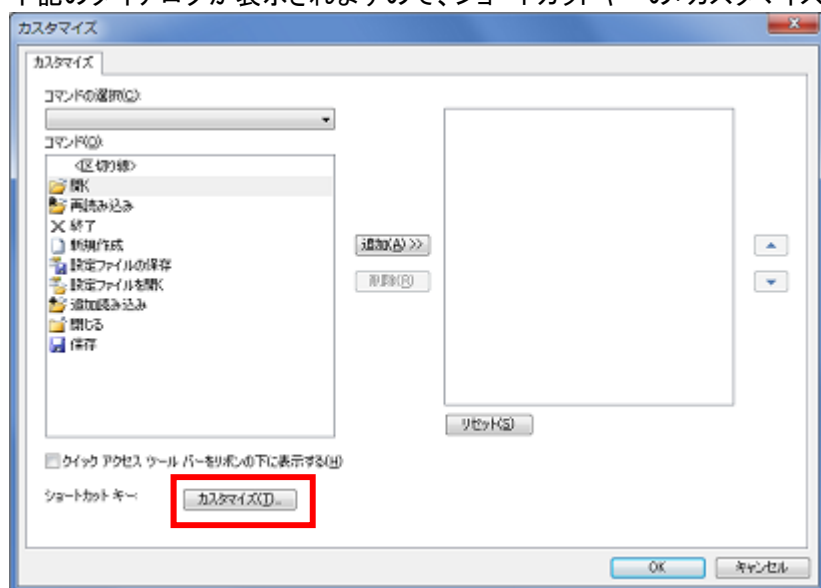 下記のダイアログが表示されますので、ショートカットキーの「カスタマイズ
カスタマイズ
カスタマイズ
コマンドの選択(C):
コマンド(O):
<区切り線>
開く
再読み込み
終了
新規作成
設定ファイルの保存
設定ファイルを開く
追加読み込み
閉じる
保存
追加(A) >>
削除(R)
リセット(S)
クイック アクセス ツール バーをリボンの下に表示する(H)
ショートカット キー:
カスタマイズ(T)...
OK
キャンセル